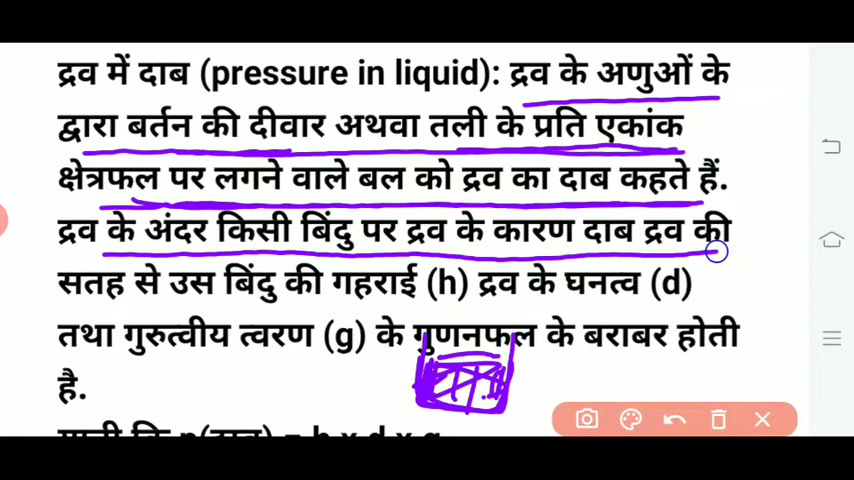 द्रव में दाब (pressure in liquid): द्रव के अणुओं के
द्वारा बर्तन की दीवार अथवा तली के प्रति एकांक
क्षेत्रफल पर लगने वाले बल को द्रव का दाब कहते हैं.
द्रव के अंदर किसी बिंदु पर द्रव के कारण दाब द्रव की
सतह से उस बिंदु की गहराई (h) द्रव के घनत्व (d)
तथा गुरुत्वीय त्वरण (g) के गुणनफल के बराबर होती
है.